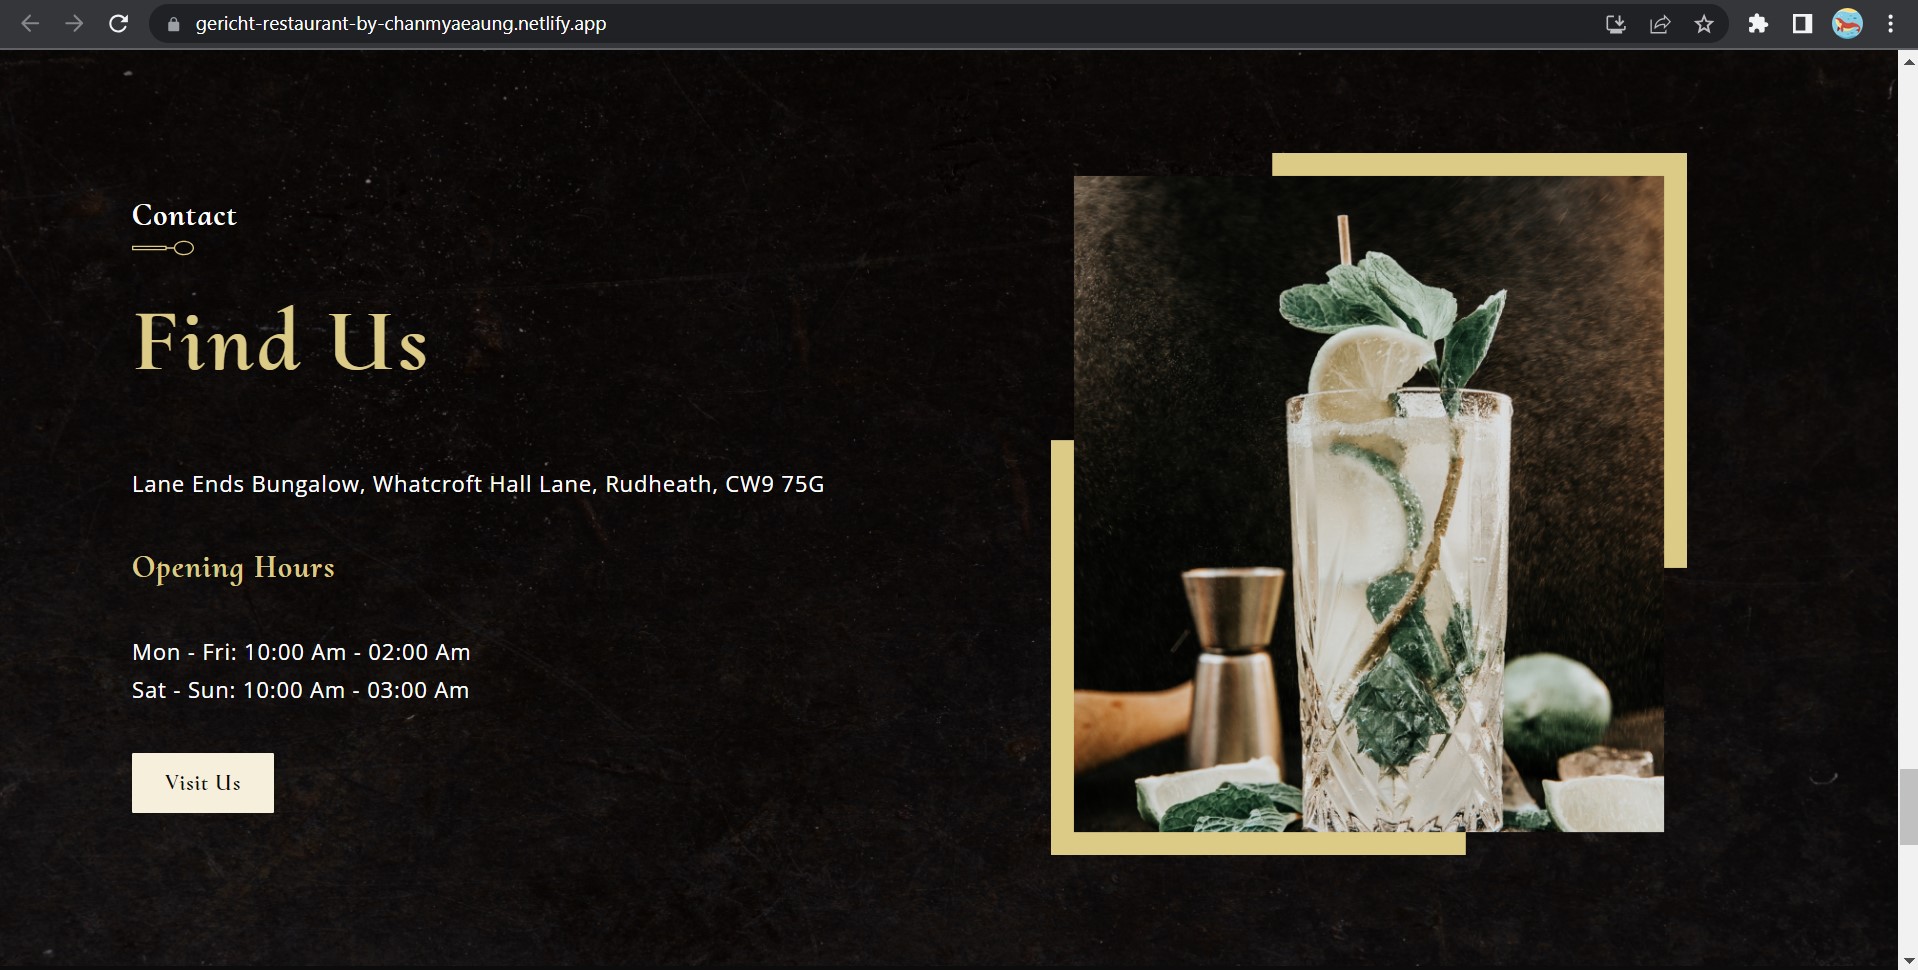 gericht-restaurant-by-chanmyaeaung.netlify.app
Contact
Find Us
Lane Ends Bungalow, Whatcroft Hall Lane, Rudheath, CW9 75G
Opening Hours
Mon - Fri: 10:00 Am - 02:00 Am
Sat - Sun: 10:00 Am - 03:00 Am
Visit Us